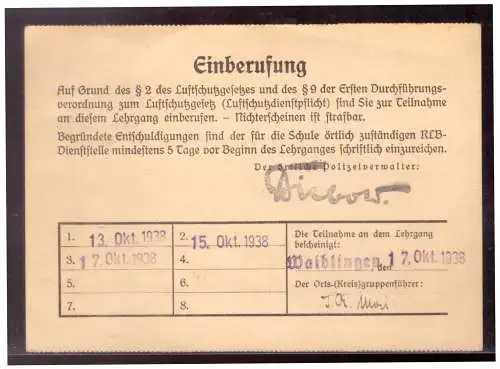 Einberufung
Auf Grund des § 2 des Luftschutzgesetzes und des § 9 der Ersten Durchführungs-
verordnung zum Luftschutzgesetz (Luftschutzdienstpflicht) sind Sie zur Teilnahme
an diesem Lehrgang einberufen. – Nichterscheinen ist strafbar.
Begründete Entschuldigungen sind der für die Schule örtlich zuständigen RLB-
Dienststelle mindestens 5 Tage vor Beginn des Lehrganges schriftlich einzureichen.
Der örtliche Polizeiverwalter:
Diebow.
1. 13. Okt. 1938 2. 15. Okt. 1938
3. 17. Okt. 1938 4.
5. 6.
7. 8.
Die Teilnahme an dem Lehrgang
bescheinigt:
Waiblingen, den 17. Okt. 1938
Der Orts-(Kreis)gruppenführer: